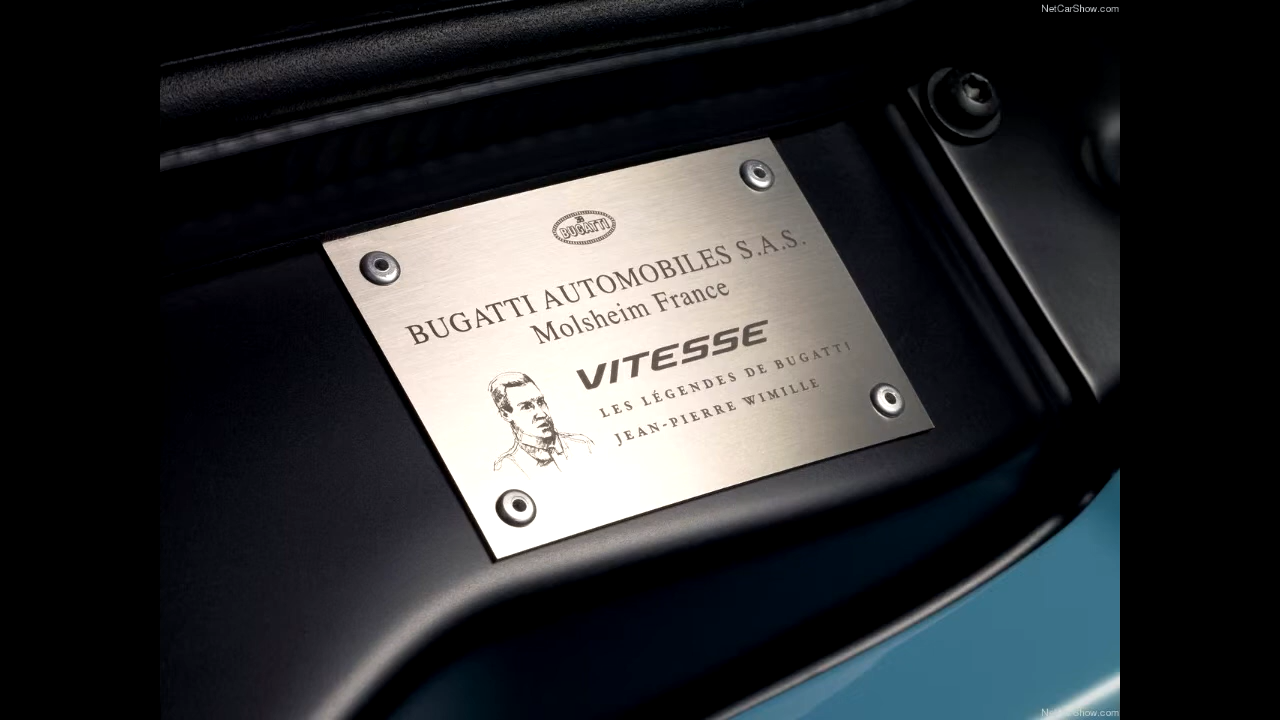 NetCarShow.com
BUGATTI
BUGATTI AUTOMOBILES S.A.S.
Molsheim France
VITESSE
LES LÉGENDES DE BUGATTI
JEAN-PIERRE WIMILLE
NetCarShow.com